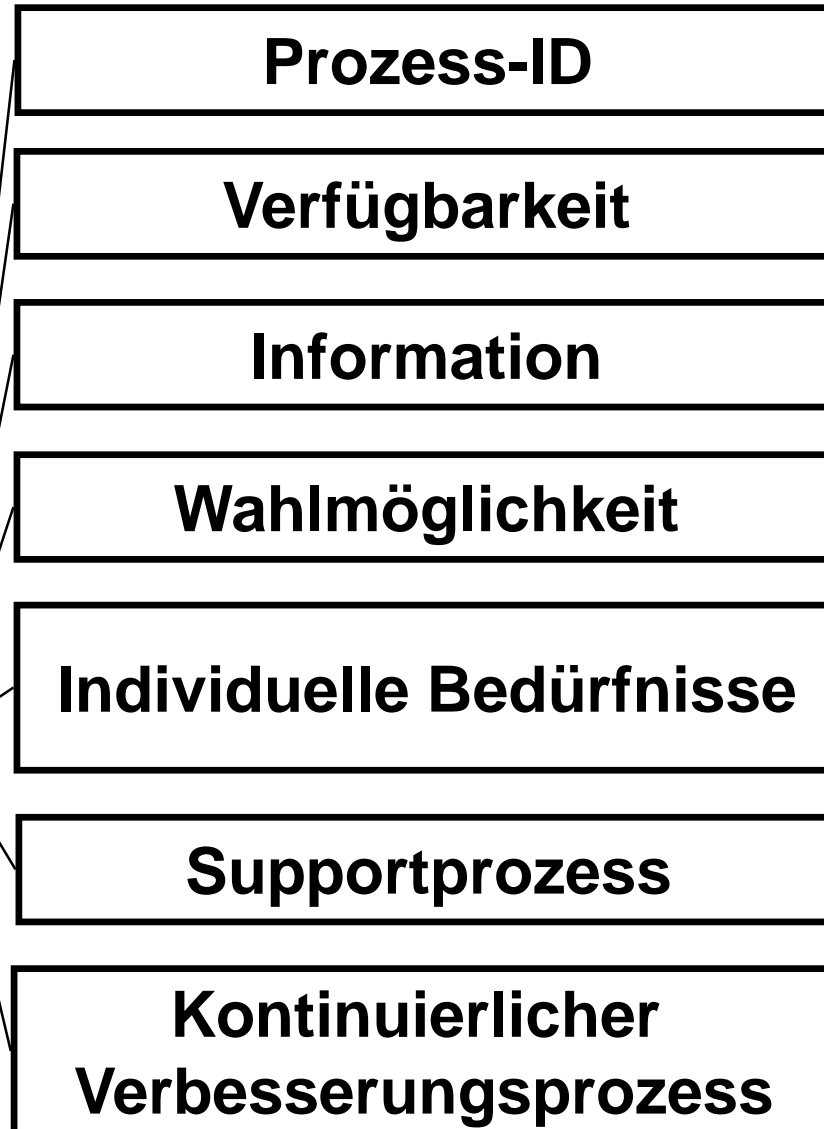 Prozess-ID
Verfügbarkeit
Information
Wahlmöglichkeit
Individuelle Bedürfnisse
Supportprozess
Kontinuierlicher
Verbesserungsprozess